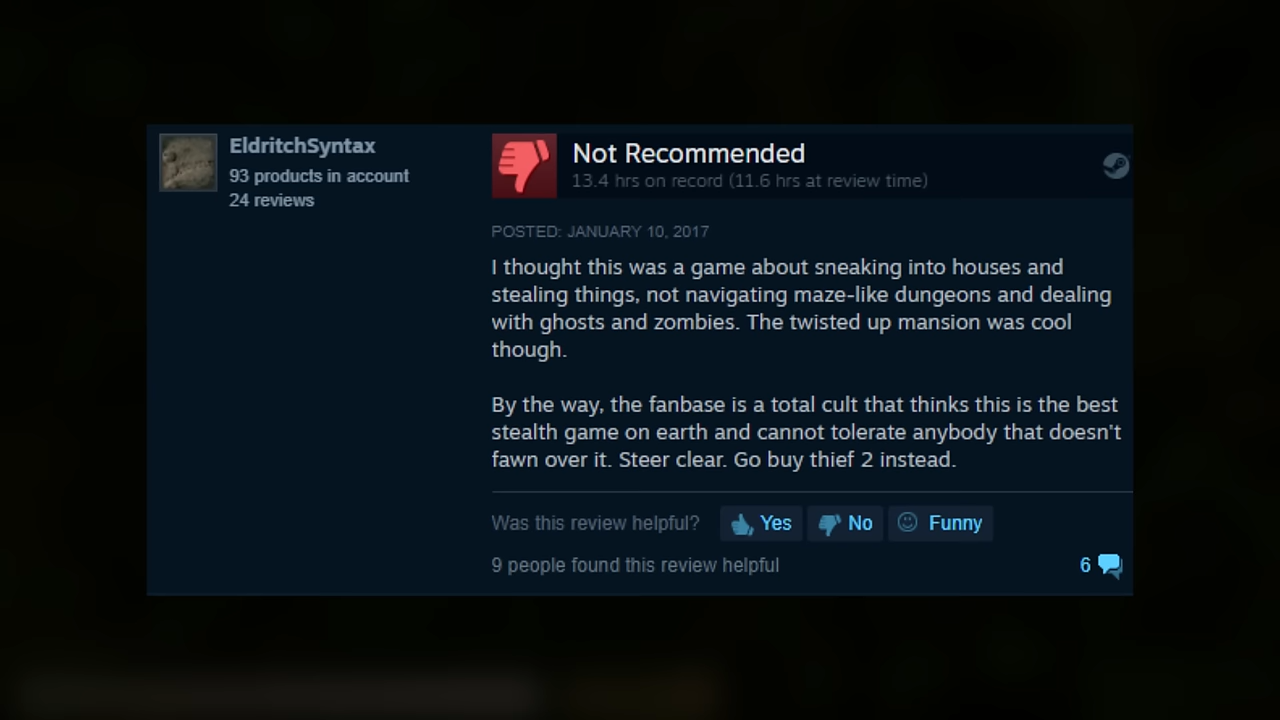 EldritchSyntax
93 products in account
24 reviews
Not Recommended
13.4 hrs on record (11.6 hrs at review time)
POSTED: JANUARY 10, 2017
I thought this was a game about sneaking into houses and
stealing things, not navigating maze-like dungeons and dealing
with ghosts and zombies. The twisted up mansion was cool
though.
By the way, the fanbase is a total cult that thinks this is the best
stealth game on earth and cannot tolerate anybody that doesn't
fawn over it. Steer clear. Go buy thief 2 instead.
Was this review helpful? Yes No Funny
9 people found this review helpful 6